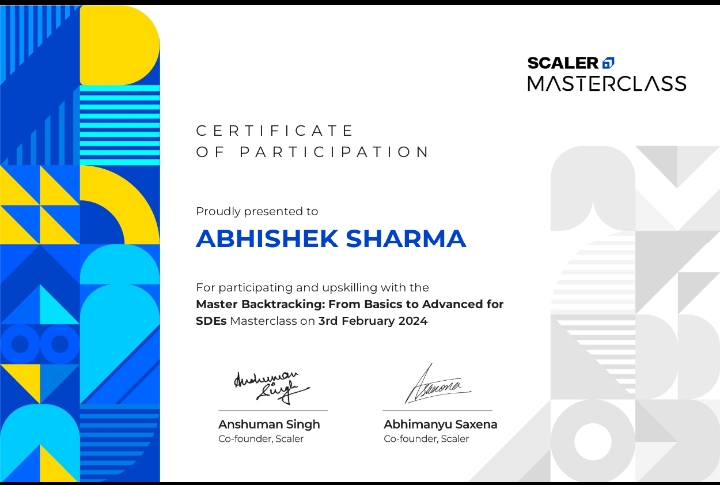 SCALER
MASTERCLASS
CERTIFICATE
OF PARTICIPATION
Proudly presented to
ABHISHEK SHARMA
For participating and upskilling with the
Master Backtracking: From Basics to Advanced for
SDEs Masterclass on 3rd February 2024
Anshuman Singh
Anshuman Singh
Co-founder, Scaler
Abhimanyu Saxena
Co-founder, Scaler